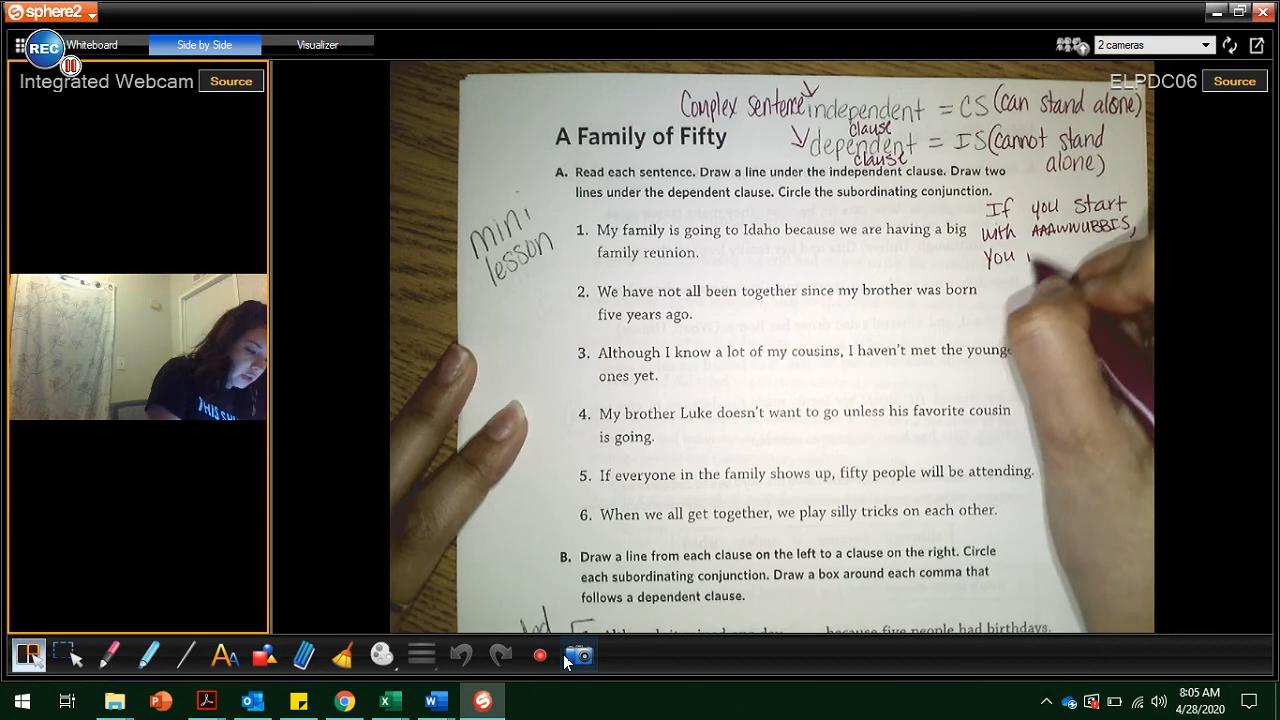 sphere2
REC
Whiteboard
Side by Side
Visualizer
2 cameras
Integrated Webcam
Source
ELPDC06
Source
Complex sentence independent = CS (can stand alone)
clause
A Family of Fifty
dependent = IS (cannot stand
clause
alone)
A. Read each sentence. Draw a line under the independent clause. Draw two
lines under the dependent clause. Circle the subordinating conjunction.
mini
lesson
If you start
with AAAWWUBBIS,
you
1. My family is going to Idaho because we are having a big
family reunion.
2. We have not all been together since my brother was born
five years ago.
3. Although I know a lot of my cousins, I haven't met the younge
ones yet.
4. My brother Luke doesn't want to go unless his favorite cousin
is going.
5. If everyone in the family shows up, fifty people will be attending.
6. When we all get together, we play silly tricks on each other.
B. Draw a line from each clause on the left to a clause on the right. Circle
each subordinating conjunction. Draw a box around each comma that
follows a dependent clause.
because five people had birthdays.
THIS
8:05 AM
4/28/2020